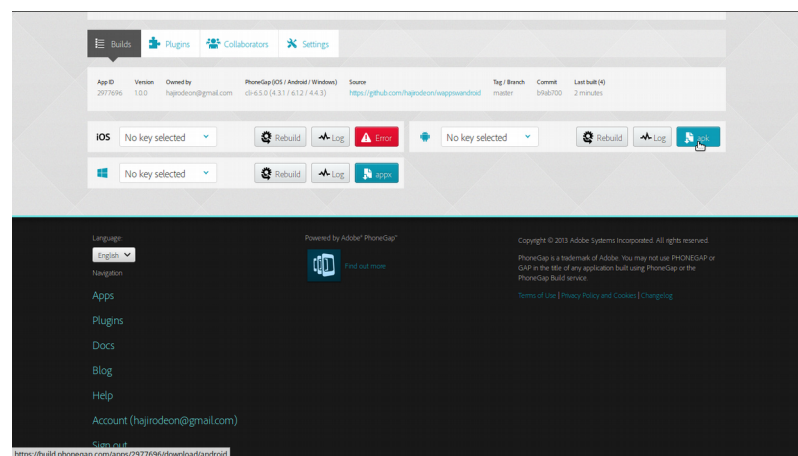 Builds Plugins Collaborators Settings
App ID Version Owned by PhoneGap (iOS / Android / Windows) Source Tag / Branch Commit Last built (4)
2977696 1.0.0 hajirodeon@gmail.com cli-6.5.0 (4.3.1 / 6.1.2 / 4.4.3) https://github.com/hajirodeon/wappswandroid master b9ab700 2 minutes
iOS No key selected Rebuild Log Error No key selected Rebuild Log apk
No key selected Rebuild Log appx
Language:
English
Navigation
Apps
Plugins
Docs
Blog
Help
Account (hajirodeon@gmail.com)
Sign out
Powered by Adobe® PhoneGap™
Find out more
Copyright © 2013 Adobe Systems Incorporated. All rights reserved.
PhoneGap is a trademark of Adobe. You may not use PHONEGAP or
GAP in the title of any application built using PhoneGap or the
PhoneGap Build service.
Terms of Use | Privacy Policy and Cookies | Changelog
https://build.phonegap.com/apps/2977696/download/android